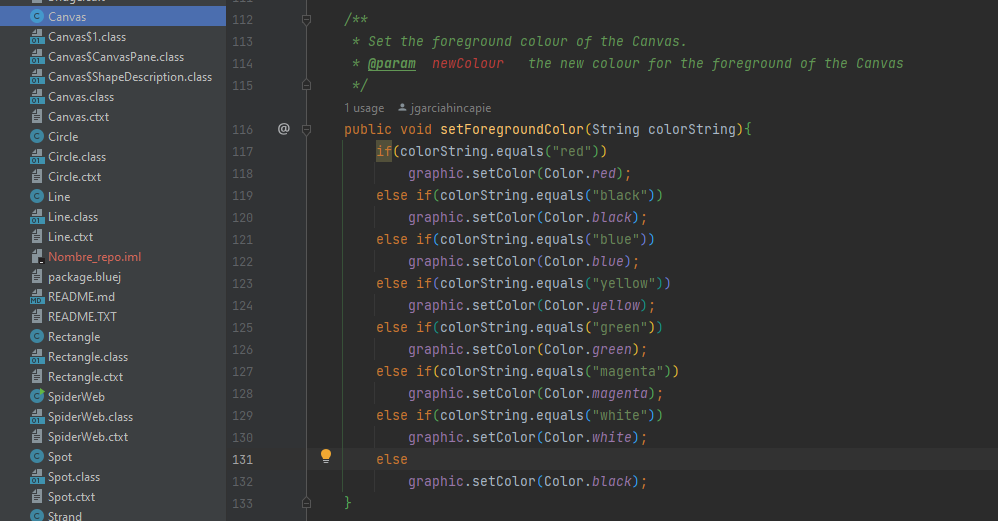 Canvas
Canvas$1.class
Canvas$CanvasPane.class
Canvas$ShapeDescription.class
Canvas.class
Canvas.ctxt
Circle
Circle.class
Circle.ctxt
Line
Line.class
Line.ctxt
Nombre_repo.iml
package.bluej
README.md
README.TXT
Rectangle
Rectangle.class
Rectangle.ctxt
SpiderWeb
SpiderWeb.class
SpiderWeb.ctxt
Spot
Spot.class
Spot.ctxt
Strand
112 /**
113 * Set the foreground colour of the Canvas.
114 * @param newColour the new colour for the foreground of the Canvas
115 */
1 usage jgarciahincapie
116 @ public void setForegroundColor(String colorString){
117 if(colorString.equals("red"))
118 graphic.setColor(Color.red);
119 else if(colorString.equals("black"))
120 graphic.setColor(Color.black);
121 else if(colorString.equals("blue"))
122 graphic.setColor(Color.blue);
123 else if(colorString.equals("yellow"))
124 graphic.setColor(Color.yellow);
125 else if(colorString.equals("green"))
126 graphic.setColor(Color.green);
127 else if(colorString.equals("magenta"))
128 graphic.setColor(Color.magenta);
129 else if(colorString.equals("white"))
130 graphic.setColor(Color.white);
131 else
132 graphic.setColor(Color.black);
133 }